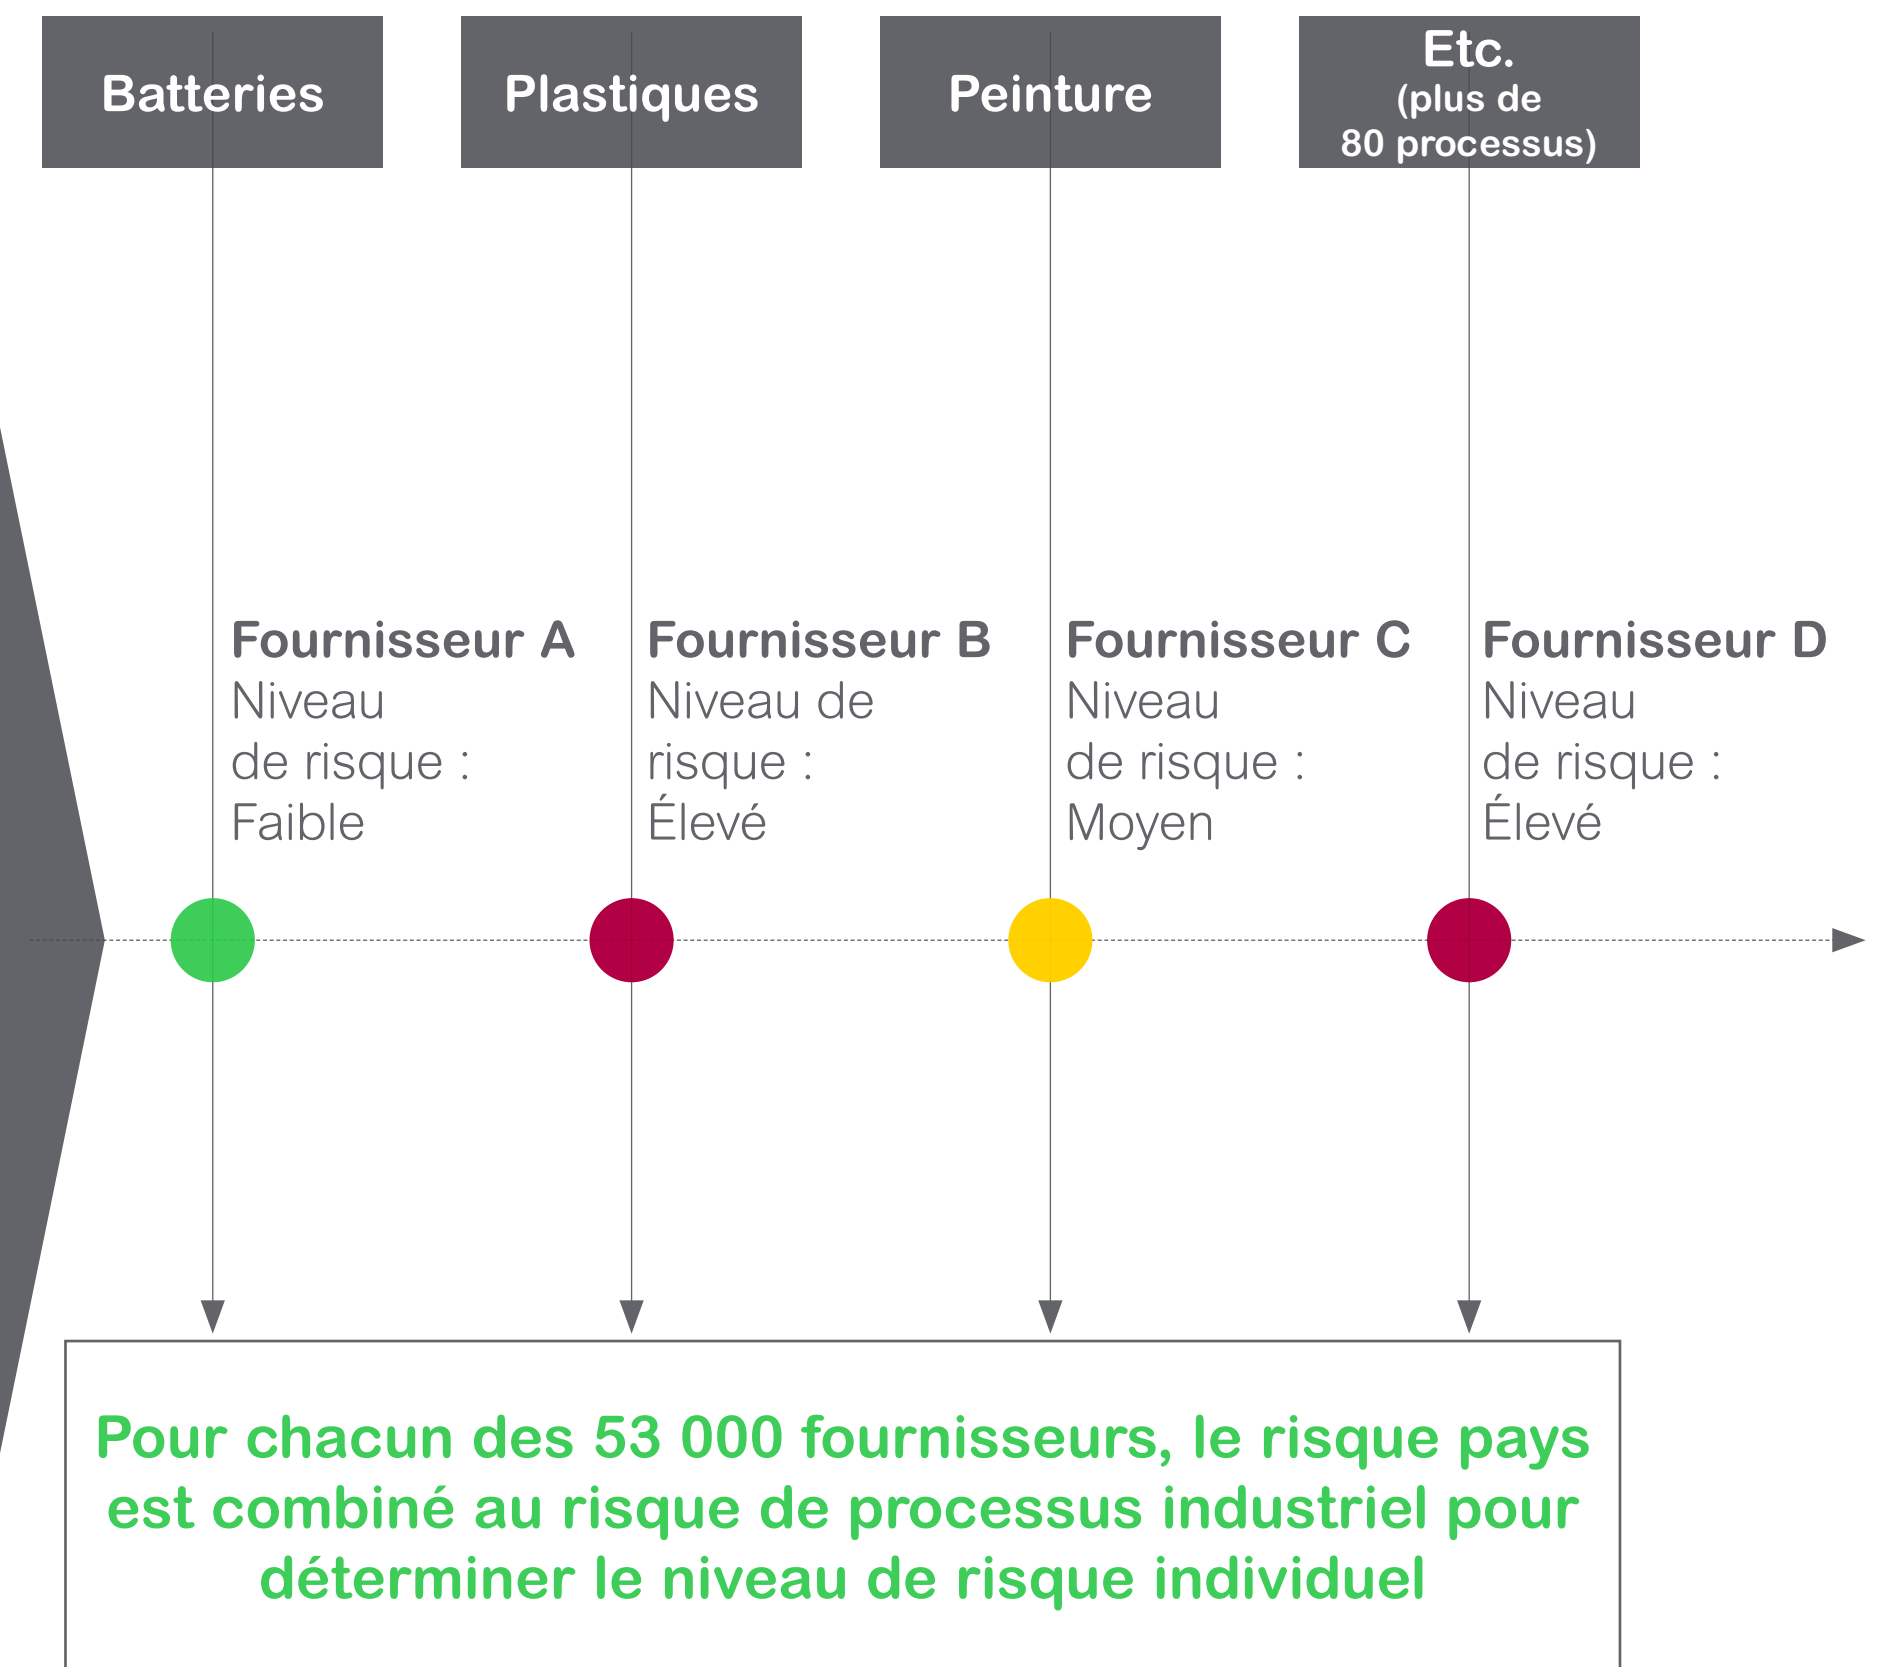 Batteries
Plastiques
Peinture
Etc.
(plus de
80 processus)
Fournisseur A
Niveau
de risque :
Faible
Fournisseur B
Niveau de
risque :
Élevé
Fournisseur C
Niveau
de risque :
Moyen
Fournisseur D
Niveau
de risque :
Élevé
Pour chacun des 53 000 fournisseurs, le risque pays
est combiné au risque de processus industriel pour
déterminer le niveau de risque individuel